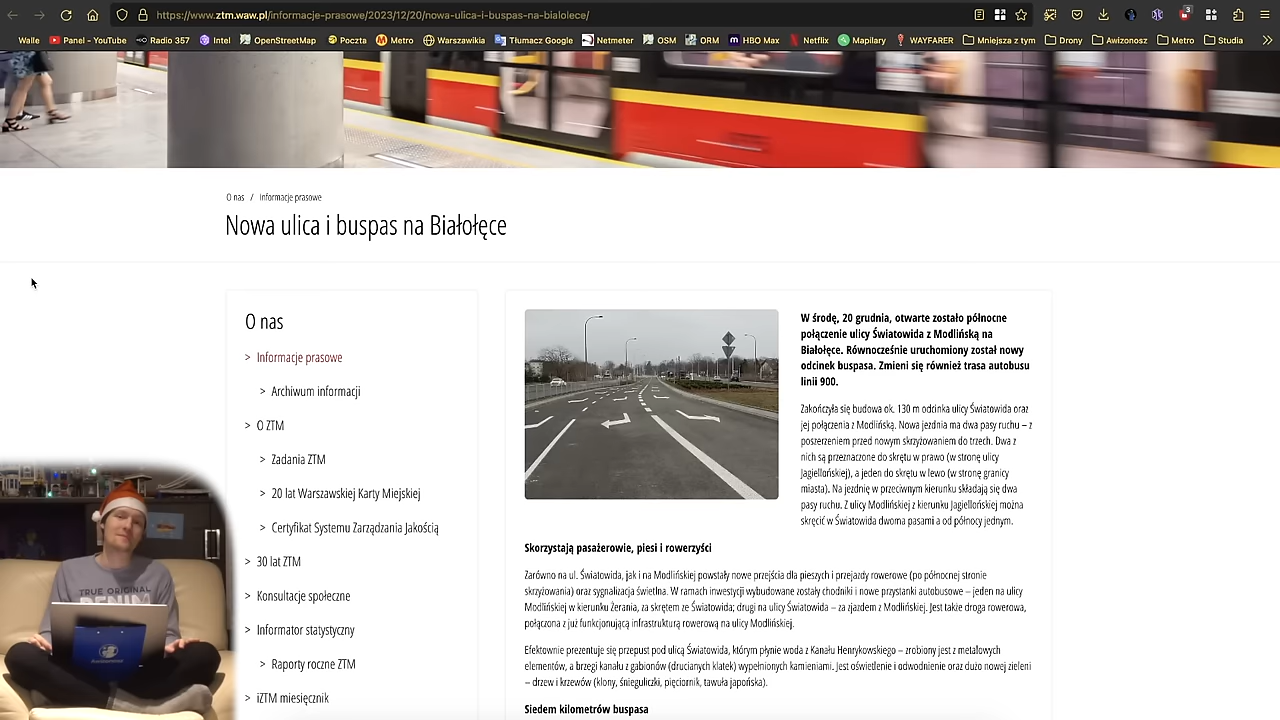 https://www.ztm.waw.pl/informacje-prasowe/2023/12/20/nowa-ulica-i-buspas-na-bialolece/
3
Walle Panel - YouTube Radio 357 Intel OpenStreetMap Poczta Metro Warszawikia Tłumacz Google Netmeter OSM ORM HBO Max Netflix Mapilary WAYFARER Mniejsza z tym Drony Awizonosz Metro Studia
O nas / Informacje prasowe
Nowa ulica i buspas na Białołęce
O nas
> Informacje prasowe
> Archiwum informacji
> O ZTM
> Zadania ZTM
> 20 lat Warszawskiej Karty Miejskiej
> Certyfikat Systemu Zarządzania Jakością
> 30 lat ZTM
> Konsultacje społeczne
> Informator statystyczny
> Raporty roczne ZTM
> iZTM miesięcznik
W środę, 20 grudnia, otwarte zostało północne
połączenie ulicy Światowida z Modlińską na
Białołęce. Równocześnie uruchomiony został nowy
odcinek buspasa. Zmieni się również trasa autobusu
linii 900.
Zakończyła się budowa ok. 130 m odcinka ulicy Światowida oraz
jej połączenia z Modlińską. Nowa jezdnia ma dwa pasy ruchu – z
poszerzeniem przed nowym skrzyżowaniem do trzech. Dwa z
nich są przeznaczone do skrętu w prawo (w stronę ulicy
Jagiellońskiej), a jeden do skrętu w lewo (w stronę granicy
miasta). Na jezdnię w przeciwnym kierunku składają się dwa
pasy ruchu. Z ulicy Modlińskiej z kierunku Jagiellońskiej można
skręcić w Światowida dwoma pasami a od północy jednym.
Skorzystają pasażerowie, piesi i rowerzyści
Zarówno na ul. Światowida, jak i na Modlińskiej powstały nowe przejścia dla pieszych i przejazdy rowerowe (po północnej stronie
skrzyżowania) oraz sygnalizacja świetlna. W ramach inwestycji wybudowane zostały chodniki i nowe przystanki autobusowe – jeden na ulicy
Modlińskiej w kierunku Żerania, za skrętem ze Światowida; drugi na ulicy Światowida – za zjazdem z Modlińskiej. Jest także droga rowerowa,
połączona z już funkcjonującą infrastrukturą rowerową na ulicy Modlińskiej.
Efektownie prezentuje się przepust pod ulicą Światowida, którym płynie woda z Kanału Henrykowskiego – zrobiony jest z metalowych
elementów, a brzegi kanału z gabionów (drucianych klatek) wypełnionych kamieniami. Jest oświetlenie i odwodnienie oraz dużo nowej zieleni
– drzew i krzewów (klony, śnieguliczki, pięciornik, tawuła japońska).
Siedem kilometrów buspasa
TRUE ORIGINAL
DENIM